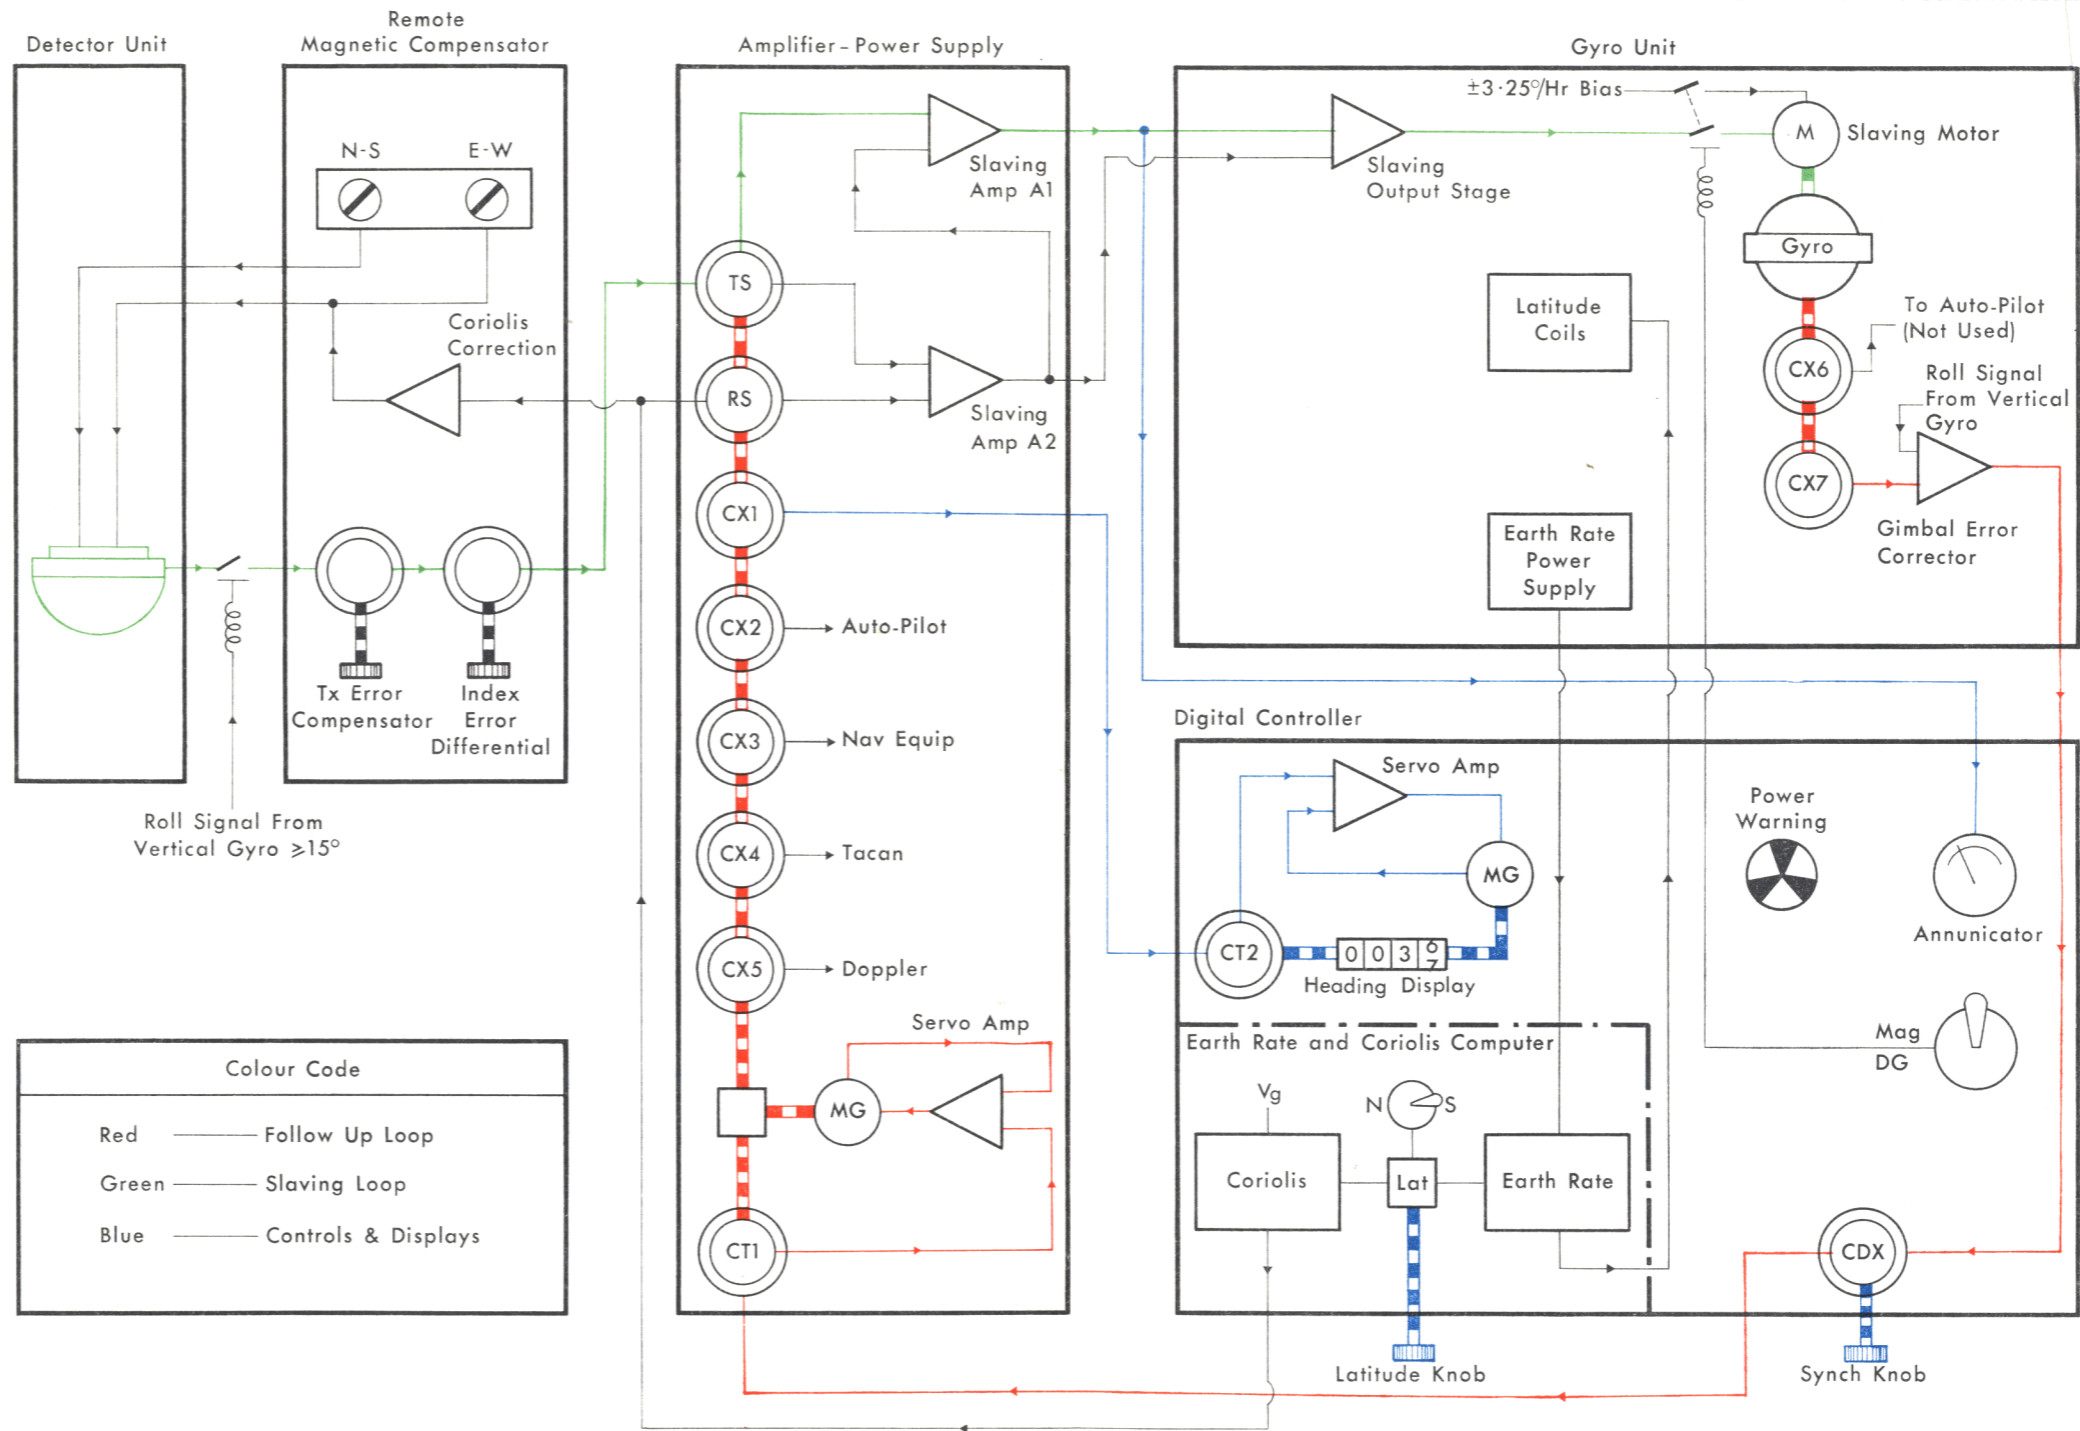 Detector Unit
Remote
Magnetic Compensator
Amplifier-Power Supply
Gyro Unit
N-S
E-W
Coriolis
Correction
Tx Error
Compensator
Index
Error
Differential
Roll Signal From
Vertical Gyro ⩾15°
Slaving
Amp A1
TS
RS
Slaving
Amp A2
CX1
CX2
Auto-Pilot
CX3
Nav Equip
CX4
Tacan
CX5
Doppler
Servo Amp
MG
CT1
±3·25°/Hr Bias
M
Slaving Motor
Slaving
Output Stage
Gyro
Latitude
Coils
To Auto-Pilot
(Not Used)
CX6
Roll Signal
From Vertical
Gyro
CX7
Gimbal Error
Corrector
Earth Rate
Power
Supply
Digital Controller
Servo Amp
MG
CT2
0 0 3 6
7
Heading Display
Power
Warning
Annunicator
Mag
DG
Earth Rate and Coriolis Computer
Vg
N
S
Coriolis
Lat
Earth Rate
CDX
Latitude Knob
Synch Knob
Colour Code
Red
Follow Up Loop
Green
Slaving Loop
Blue
Controls & Displays